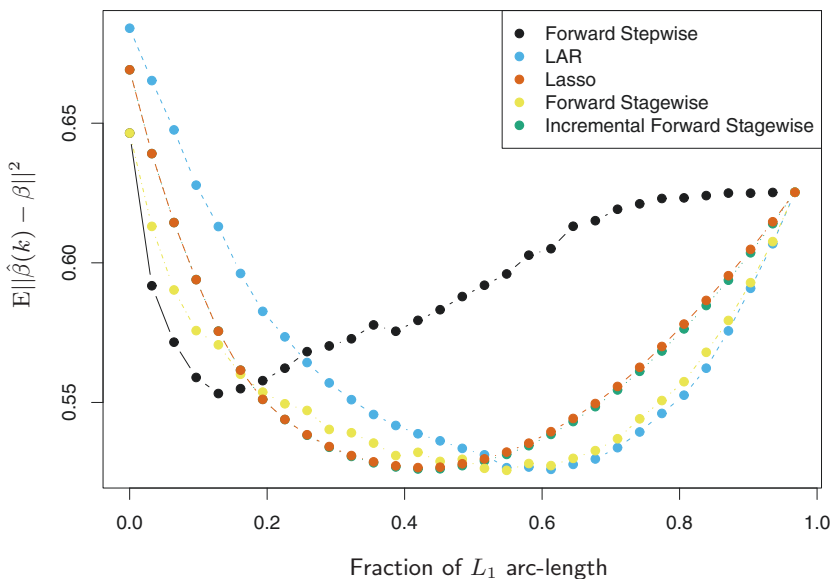 Forward Stepwise
LAR
Lasso
Forward Stagewise
Incremental Forward Stagewise
E||β̂(k) − β||²
0.65
0.60
0.55
0.0 0.2 0.4 0.6 0.8 1.0
Fraction of L₁ arc-length